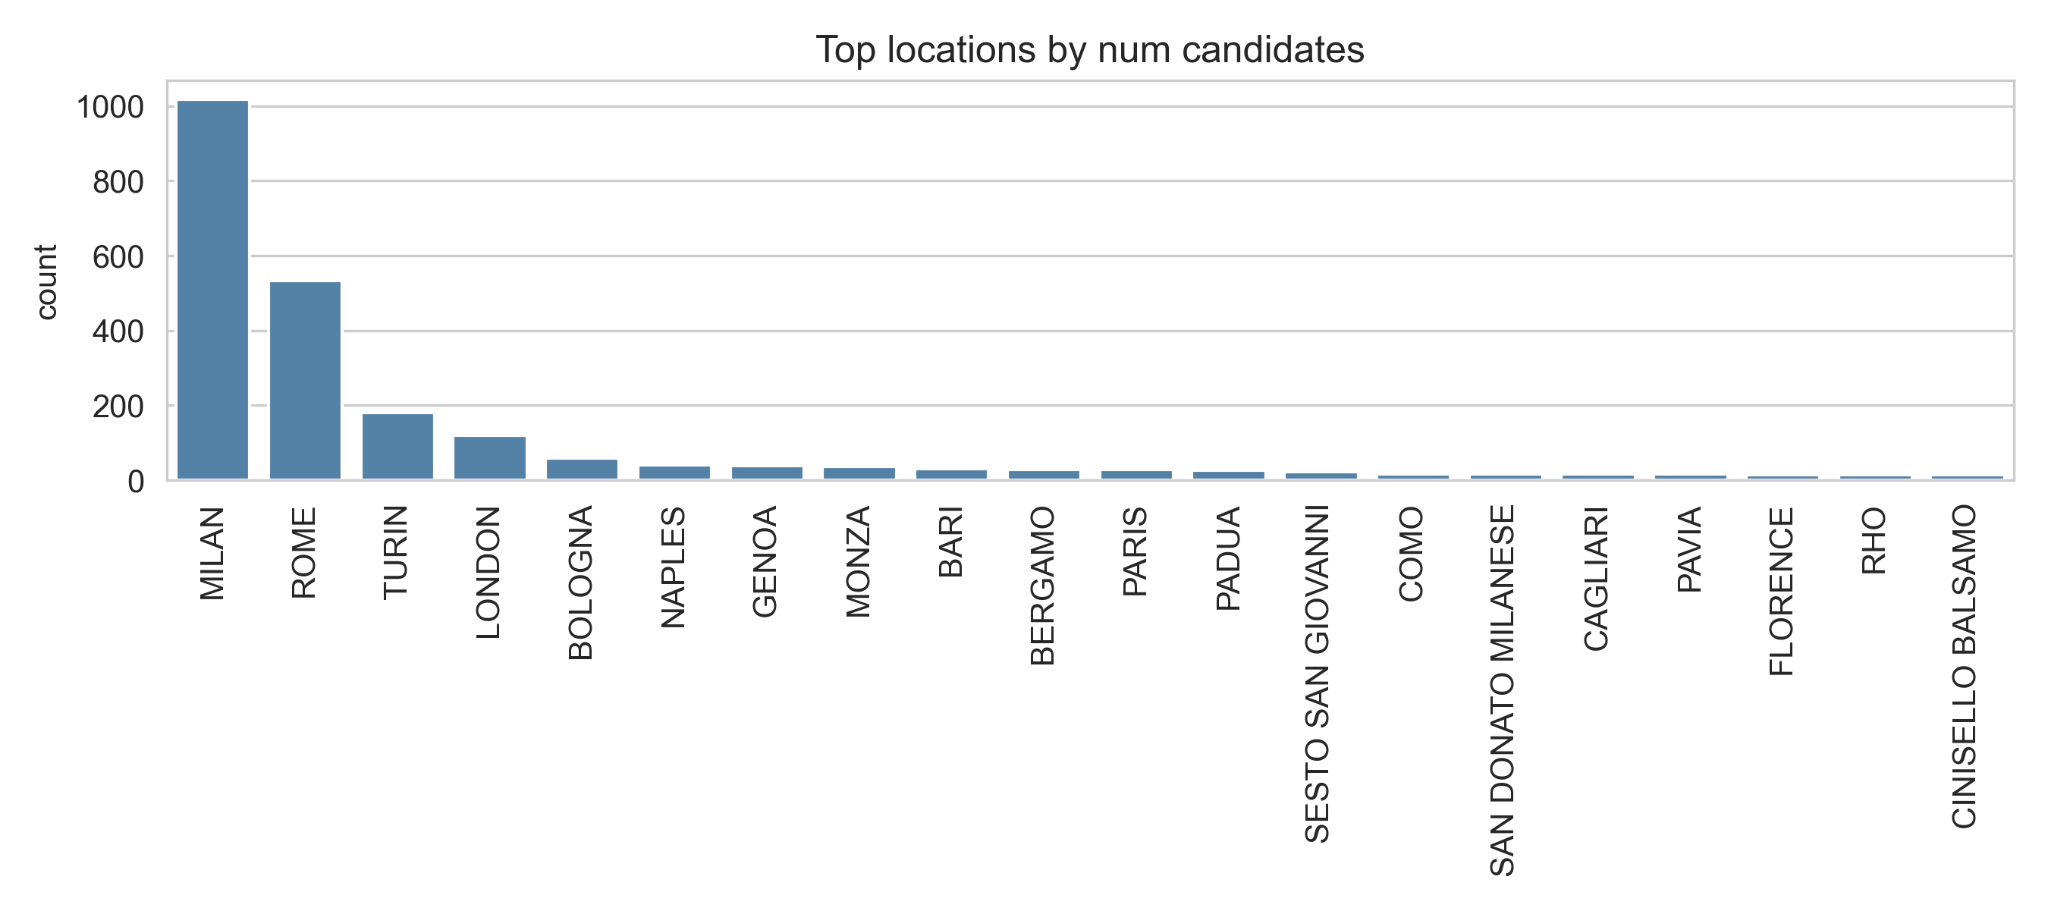 Top locations by num candidates
1000
800
600
400
200
0
count
MILAN
ROME
TURIN
LONDON
BOLOGNA
NAPLES
GENOA
MONZA
BARI
BERGAMO
PARIS
PADUA
SESTO SAN GIOVANNI
COMO
SAN DONATO MILANESE
CAGLIARI
PAVIA
FLORENCE
RHO
CINISELLO BALSAMO